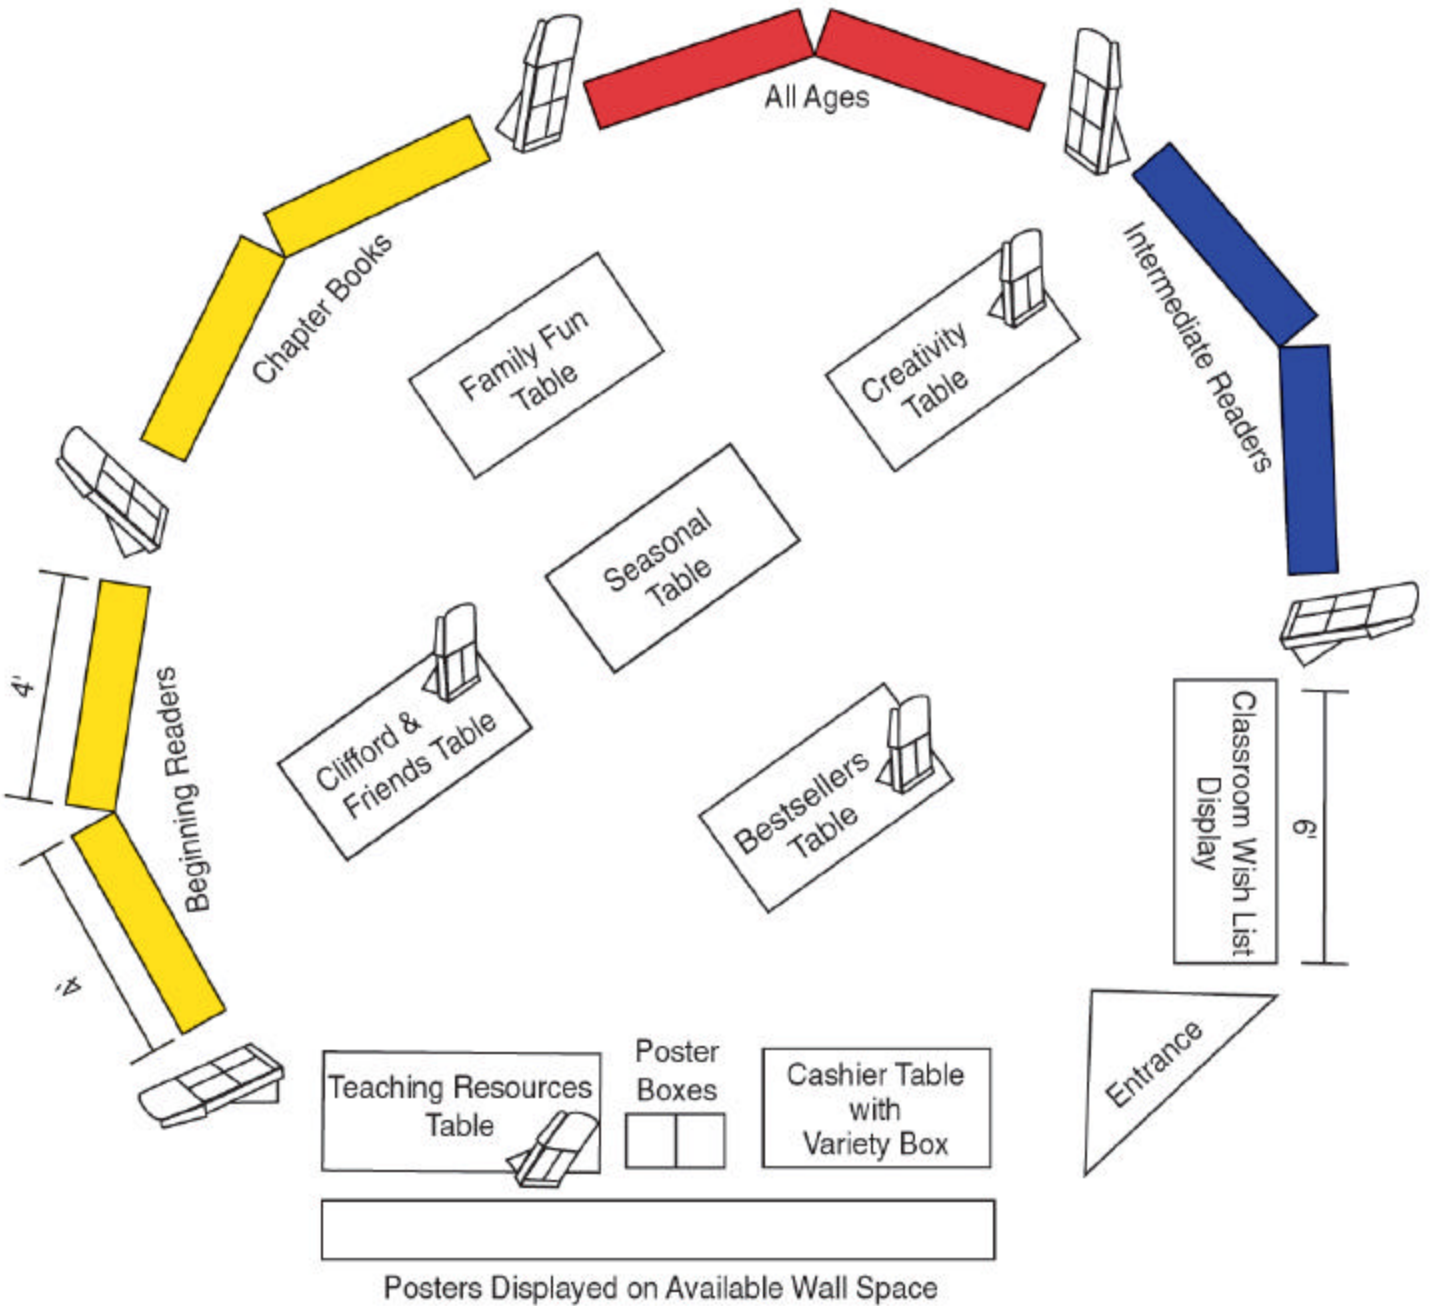 All Ages
Chapter Books
Intermediate Readers
Family Fun
Table
Creativity
Table
Seasonal
Table
4'
Beginning Readers
Clifford &
Friends Table
Bestsellers
Table
Classroom Wish List
Display
6'
4'
Entrance
Teaching Resources
Table
Poster
Boxes
Cashier Table
with
Variety Box
Posters Displayed on Available Wall Space